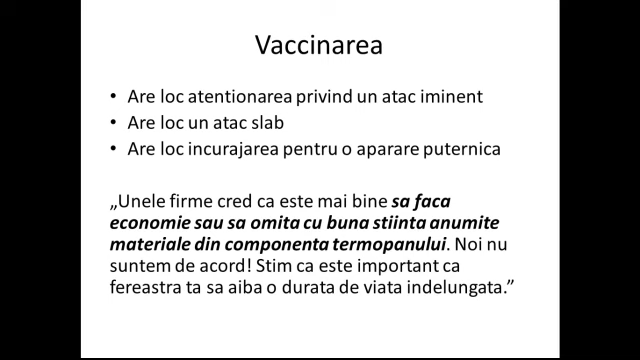 Vaccinarea
• Are loc atentionarea privind un atac iminent
• Are loc un atac slab
• Are loc incurajarea pentru o aparare puternica
„Unele firme cred ca este mai bine sa faca
economie sau sa omita cu buna stiinta anumite
materiale din componenta termopanului. Noi nu
suntem de acord! Stim ca este important ca
fereastra ta sa aiba o durata de viata indelungata.”